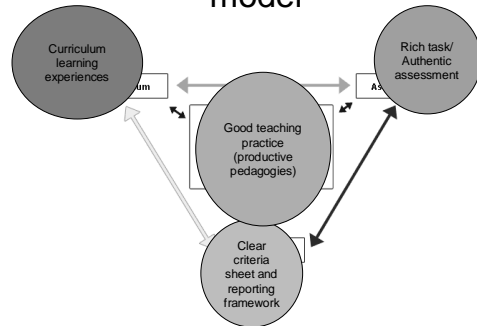 model
Curriculum
learning
experiences
um
Rich task/
Authentic
assessment
As
Good teaching
practice
(productive
pedagogies)
Clear
criteria
sheet and
reporting
framework